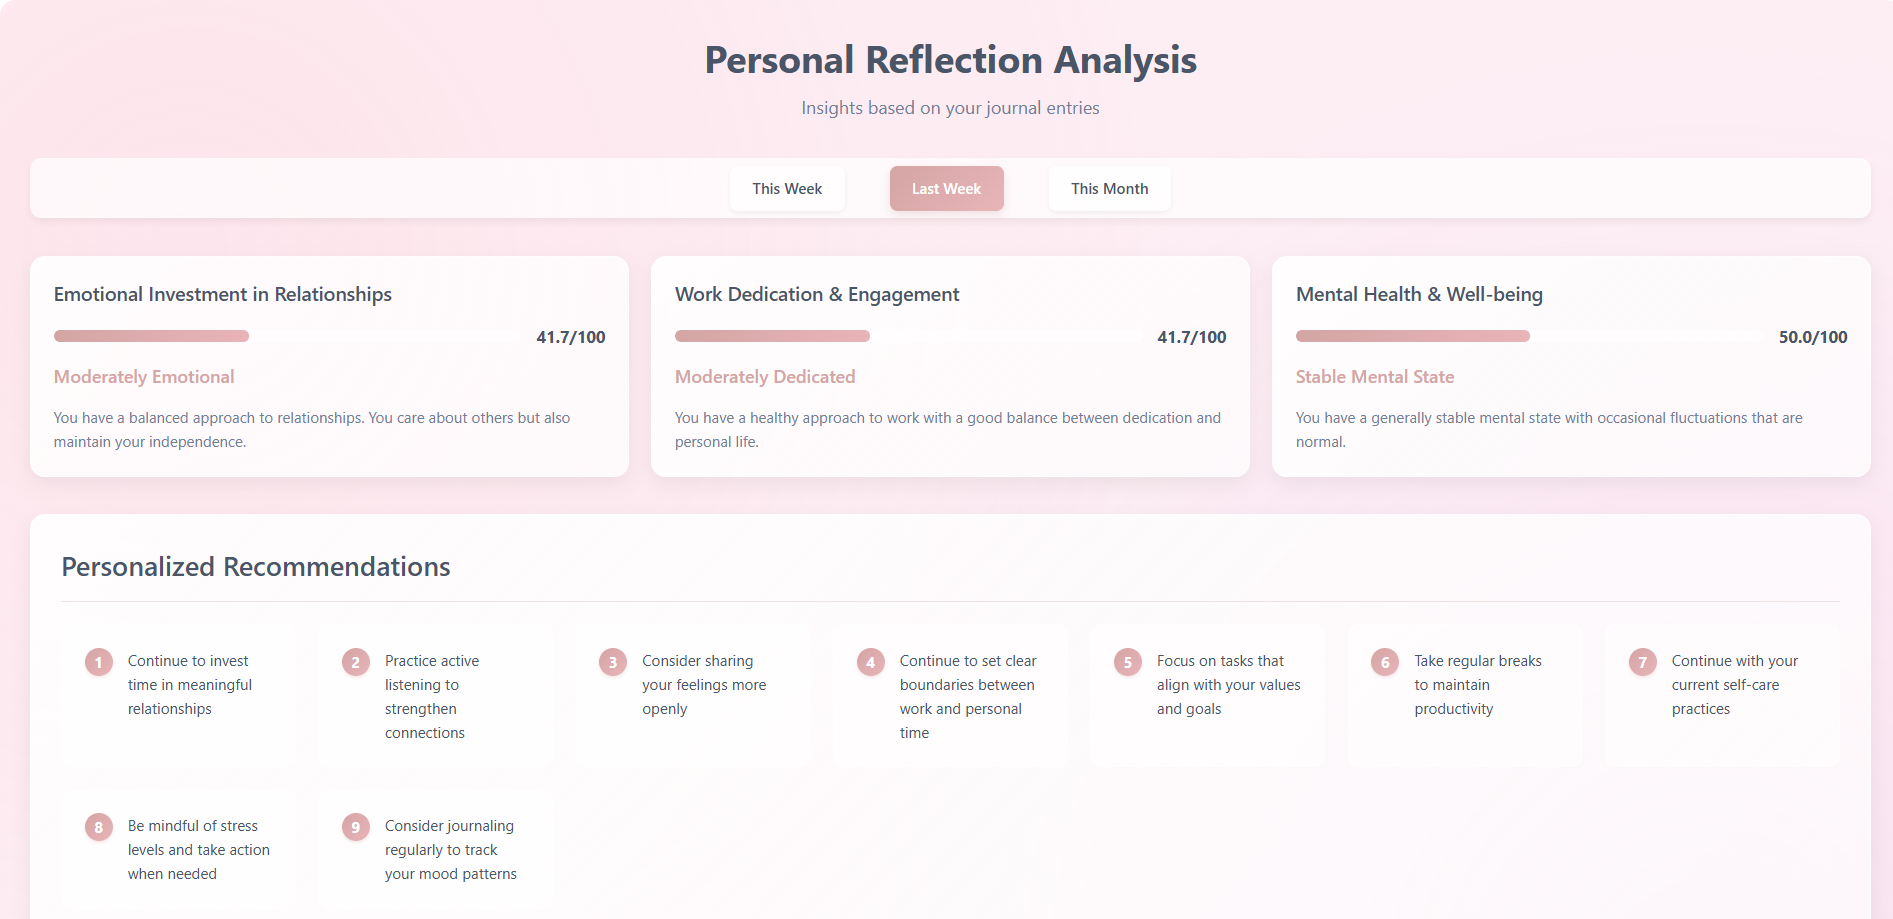 Personal Reflection Analysis
Insights based on your journal entries
This Week
Last Week
This Month
Emotional Investment in Relationships
41.7/100
Moderately Emotional
You have a balanced approach to relationships. You care about others but also
maintain your independence.
Work Dedication & Engagement
41.7/100
Moderately Dedicated
You have a healthy approach to work with a good balance between dedication and
personal life.
Mental Health & Well-being
50.0/100
Stable Mental State
You have a generally stable mental state with occasional fluctuations that are
normal.
Personalized Recommendations
1
Continue to invest
time in meaningful
relationships
2
Practice active
listening to
strengthen
connections
3
Consider sharing
your feelings more
openly
4
Continue to set clear
boundaries between
work and personal
time
5
Focus on tasks that
align with your values
and goals
6
Take regular breaks
to maintain
productivity
7
Continue with your
current self-care
practices
8
Be mindful of stress
levels and take action
when needed
9
Consider journaling
regularly to track
your mood patterns